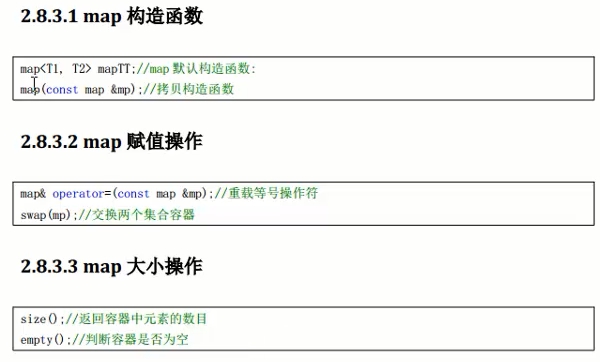 2.8.3.1 map 构造函数
map<T1, T2> mapTT;//map 默认构造函数:
map(const map &mp);//拷贝构造函数
2.8.3.2 map 赋值操作
map& operator=(const map &mp);//重载等号操作符
swap(mp);//交换两个集合容器
2.8.3.3 map 大小操作
size();//返回容器中元素的数目
empty();//判断容器是否为空